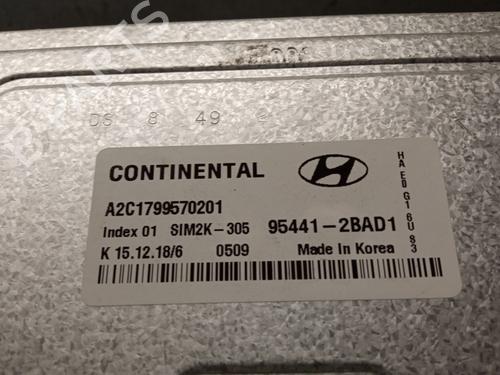 DS 8 49
CONTINENTAL
A2C1799570201
Index 01 SIM2K-305 95441-2BAD1
K 15.12.18/6 0509 Made in Korea
HA E0 G1 6U S3